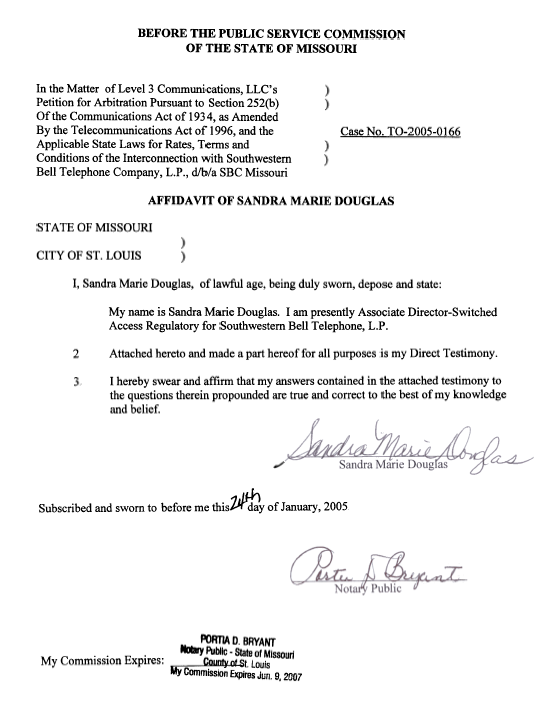 BEFORE THE PUBLIC SERVICE COMMISSION
OF THE STATE OF MISSOURI
In the Matter of Level 3 Communications, LLC's )
Petition for Arbitration Pursuant to Section 252(b) )
Of the Communications Act of 1934, as Amended
By the Telecommunications Act of 1996, and the Case No. TO-2005-0166
Applicable State Laws for Rates, Terms and )
Conditions of the Interconnection with Southwestern )
Bell Telephone Company, L.P., d/b/a SBC Missouri
AFFIDAVIT OF SANDRA MARIE DOUGLAS
STATE OF MISSOURI
)
CITY OF ST. LOUIS )
I, Sandra Marie Douglas, of lawful age, being duly sworn, depose and state:
My name is Sandra Marie Douglas. I am presently Associate Director-Switched
Access Regulatory for Southwestern Bell Telephone, L.P.
2 Attached hereto and made a part hereof for all purposes is my Direct Testimony.
3. I hereby swear and affirm that my answers contained in the attached testimony to
the questions therein propounded are true and correct to the best of my knowledge
and belief.
Sandra Marie Douglas
Sandra Marie Douglas
Subscribed and sworn to before me this 24th day of January, 2005
Portia D Bryant
Notary Public
PORTIA D. BRYANT
Notary Public - State of Missouri
My Commission Expires: County of St. Louis
My Commission Expires Jun. 9, 2007